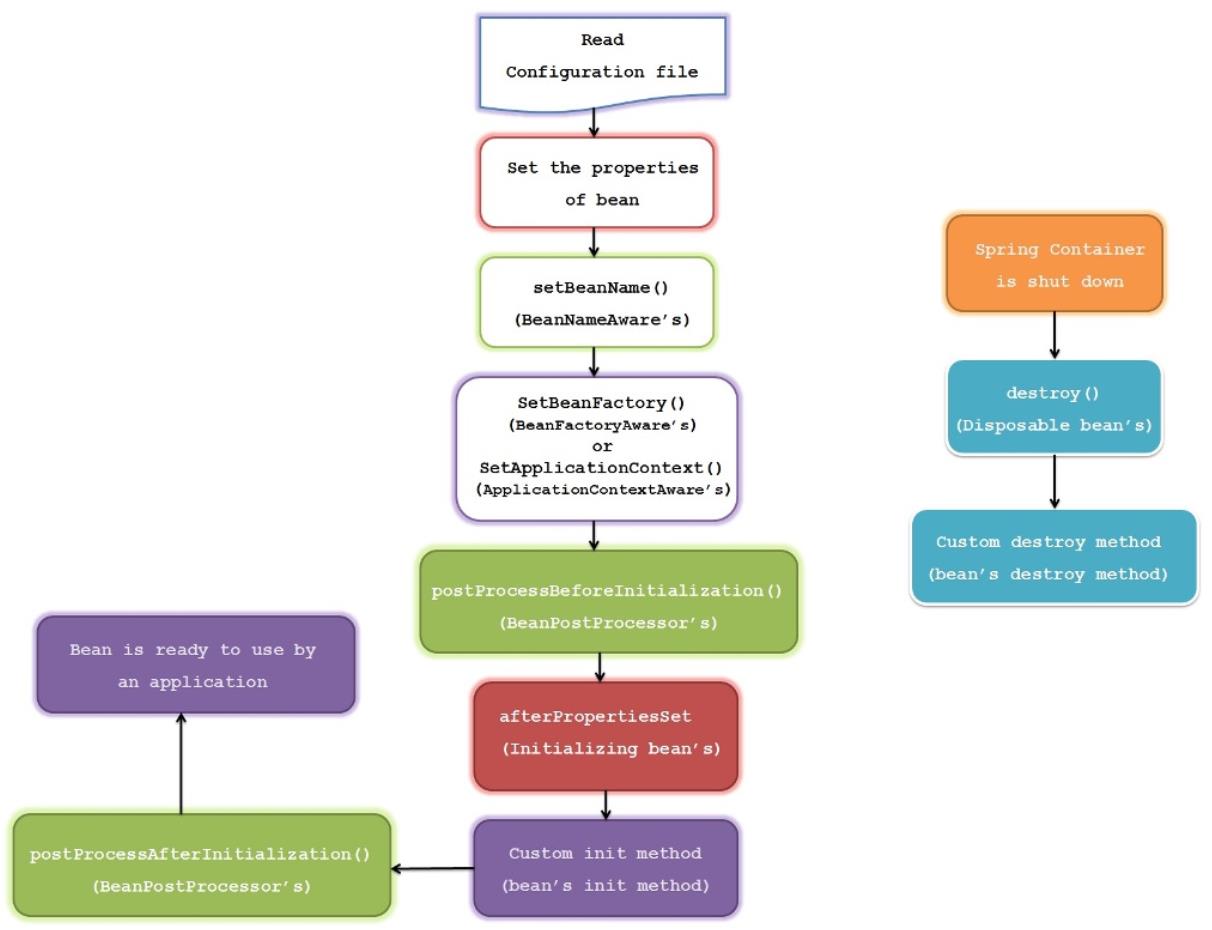 Read
Configuration file
Set the properties
of bean
setBeanName()
(BeanNameAware’s)
SetBeanFactory()
(BeanFactoryAware’s)
or
SetApplicationContext()
(ApplicationContextAware’s)
postProcessBeforeInitialization()
(BeanPostProcessor’s)
afterPropertiesSet
(Initializing bean’s)
Custom init method
(bean’s init method)
postProcessAfterInitialization()
(BeanPostProcessor’s)
Bean is ready to use by
an application
Spring Container
is shut down
destroy()
(Disposable bean’s)
Custom destroy method
(bean’s destroy method)